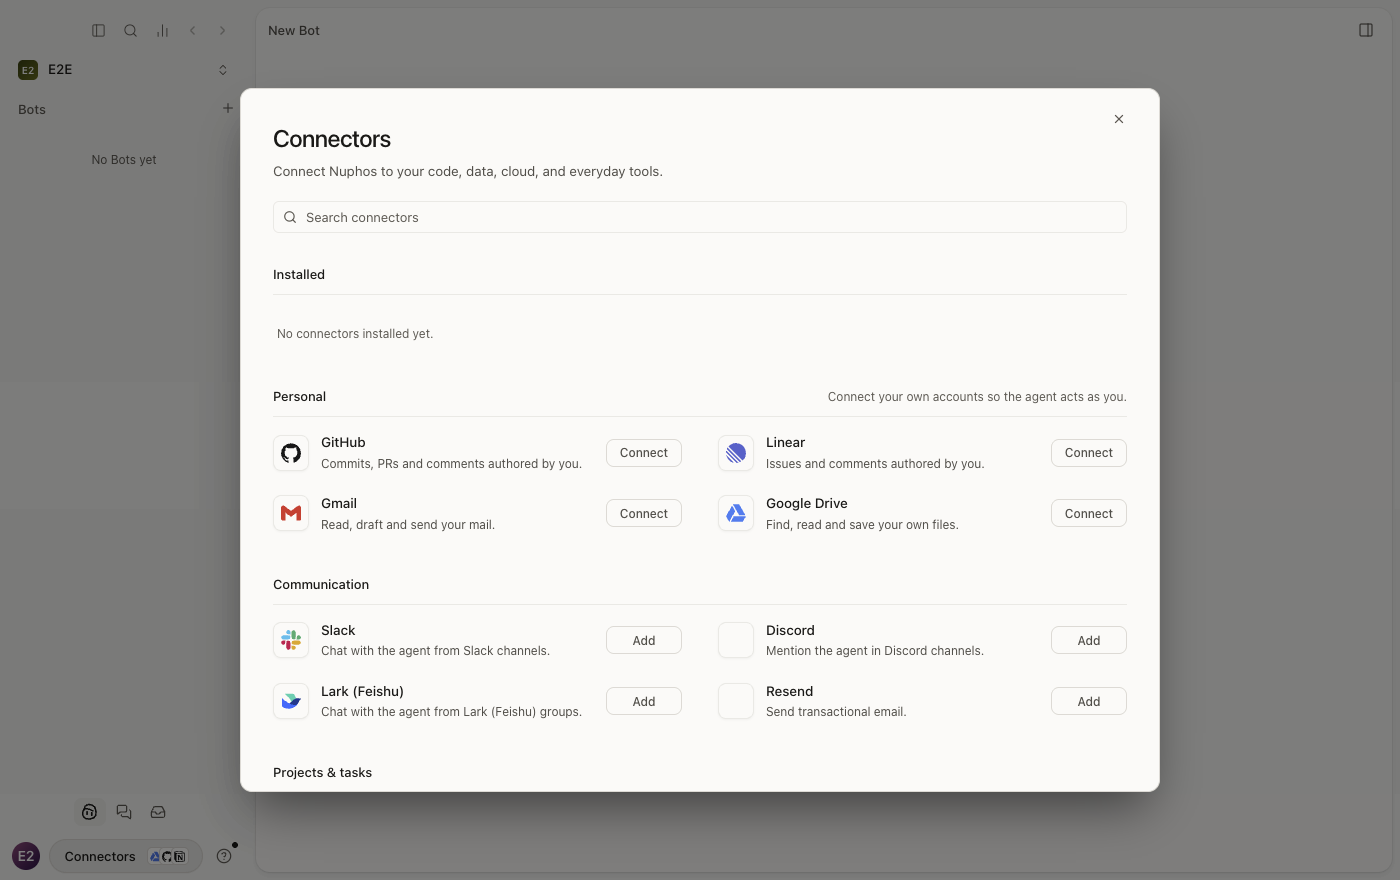 New Bot
E2 E2E
Bots
No Bots yet
Connectors
Connect Nuphos to your code, data, cloud, and everyday tools.
Search connectors
Installed
No connectors installed yet.
Personal
Connect your own accounts so the agent acts as you.
GitHub
Commits, PRs and comments authored by you.
Connect
Linear
Issues and comments authored by you.
Connect
Gmail
Read, draft and send your mail.
Connect
Google Drive
Find, read and save your own files.
Connect
Communication
Slack
Chat with the agent from Slack channels.
Add
Discord
Mention the agent in Discord channels.
Add
Lark (Feishu)
Chat with the agent from Lark (Feishu) groups.
Add
Resend
Send transactional email.
Add
Projects & tasks
E2 Connectors